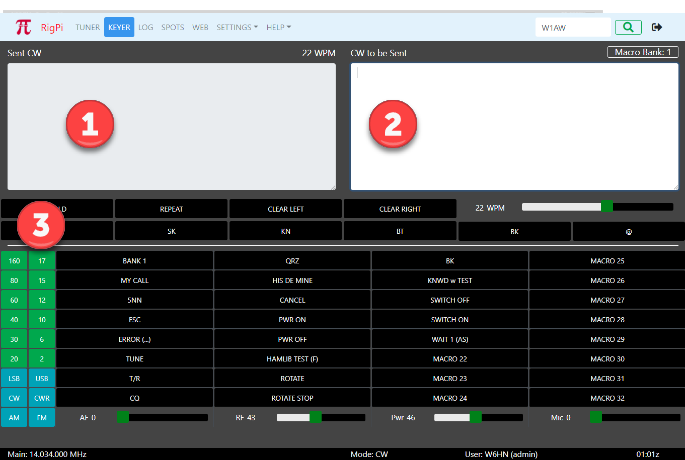 RigPi TUNER KEYER LOG SPOTS WEB SETTINGS HELP W1AW
Sent CW 22 WPM CW to be Sent Macro Bank: 1
1 2
LD REPEAT CLEAR LEFT CLEAR RIGHT 22 WPM
3 SK KN BT BK @
160 17 BANK 1 QRZ BK MACRO 25
80 15 MY CALL HIS DE MINE KNWD w TEST MACRO 26
60 12 5NN CANCEL SWITCH OFF MACRO 27
40 10 ESC PWR ON SWITCH ON MACRO 28
30 6 ERROR (...) PWR OFF WAIT 1 (AS) MACRO 29
20 2 TUNE HAMLIB TEST (F) MACRO 22 MACRO 30
LSB USB T/R ROTATE MACRO 23 MACRO 31
CW CWR CQ ROTATE STOP MACRO 24 MACRO 32
AM FM AF 0 RF 43 Pwr 46 Mic 0
Main: 14.034.000 MHz Mode: CW User: W6HN (admin) 01:01z